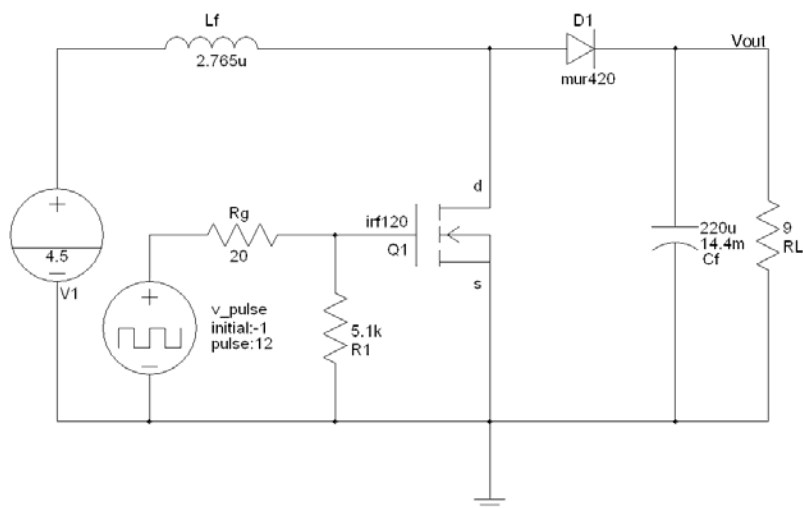 Lf
2.765u
D1
mur420
Vout
d
4.5
V1
Rg
20
irf120
Q1
s
v_pulse
initial:-1
pulse:12
5.1k
R1
220u
14.4m
Cf
9
RL